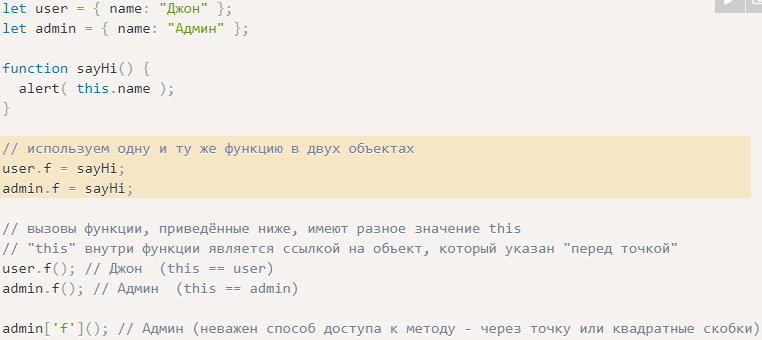 let user = { name: "Джон" };
let admin = { name: "Админ" };
function sayHi() {
  alert( this.name );
}
// используем одну и ту же функцию в двух объектах
user.f = sayHi;
admin.f = sayHi;
// вызовы функции, приведённые ниже, имеют разное значение this
// "this" внутри функции является ссылкой на объект, который указан "перед точкой"
user.f(); // Джон  (this == user)
admin.f(); // Админ  (this == admin)
admin['f'](); // Админ (неважен способ доступа к методу - через точку или квадратные скобки)